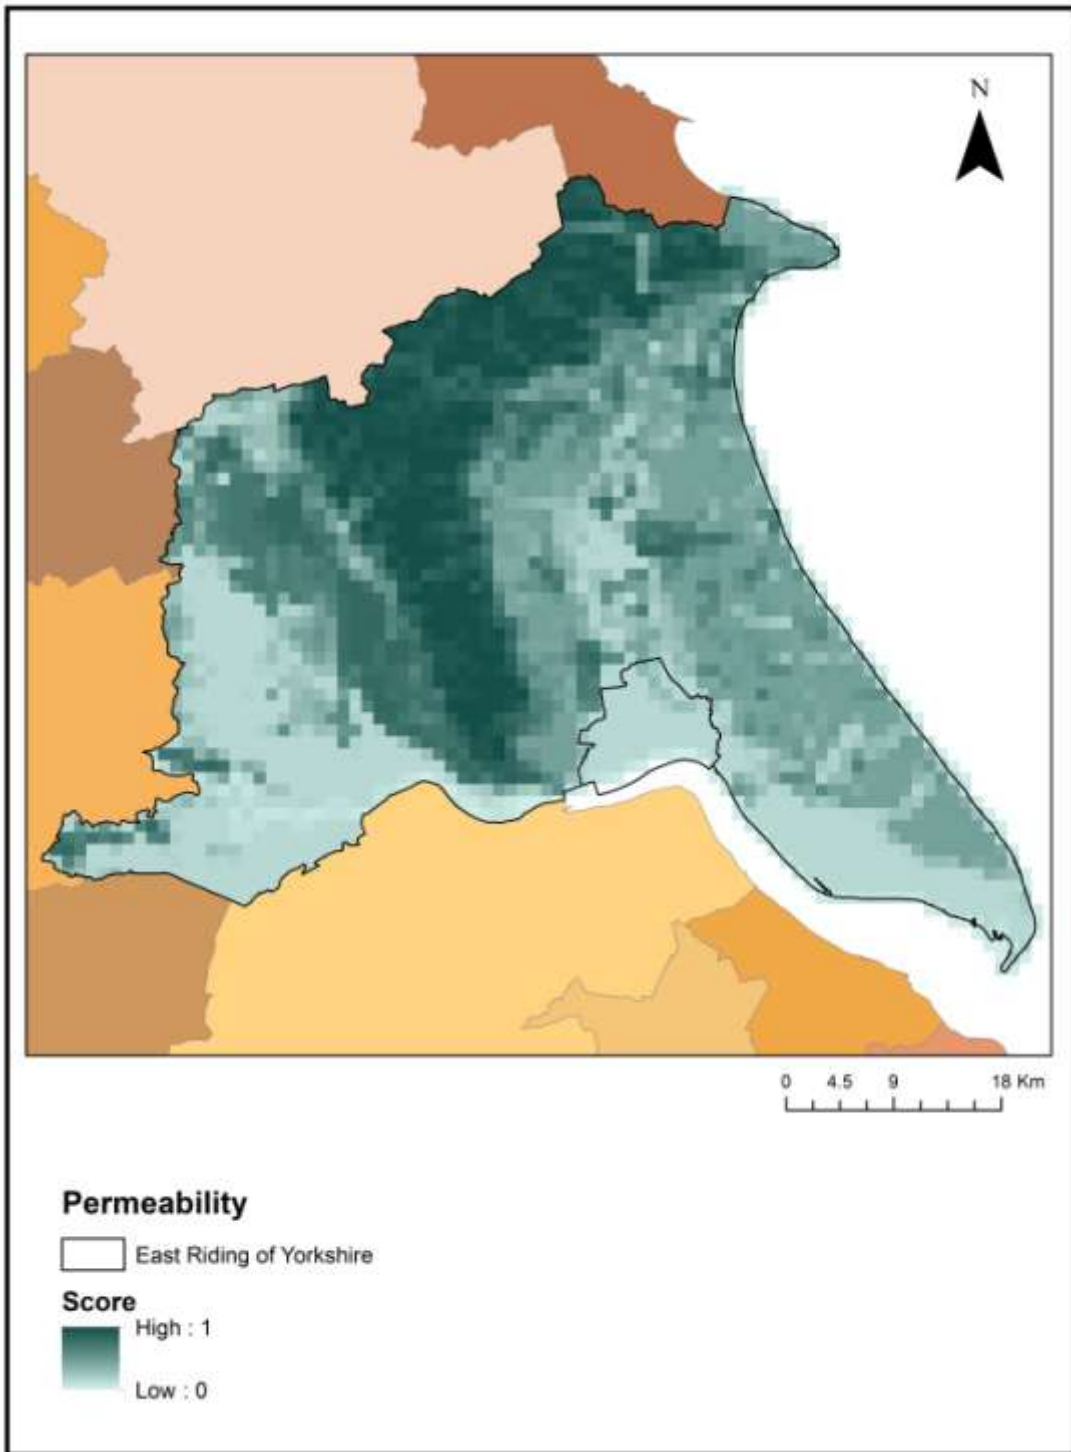 N
0 4.5 9 18 Km
Permeability
East Riding of Yorkshire
Score
High : 1
Low : 0